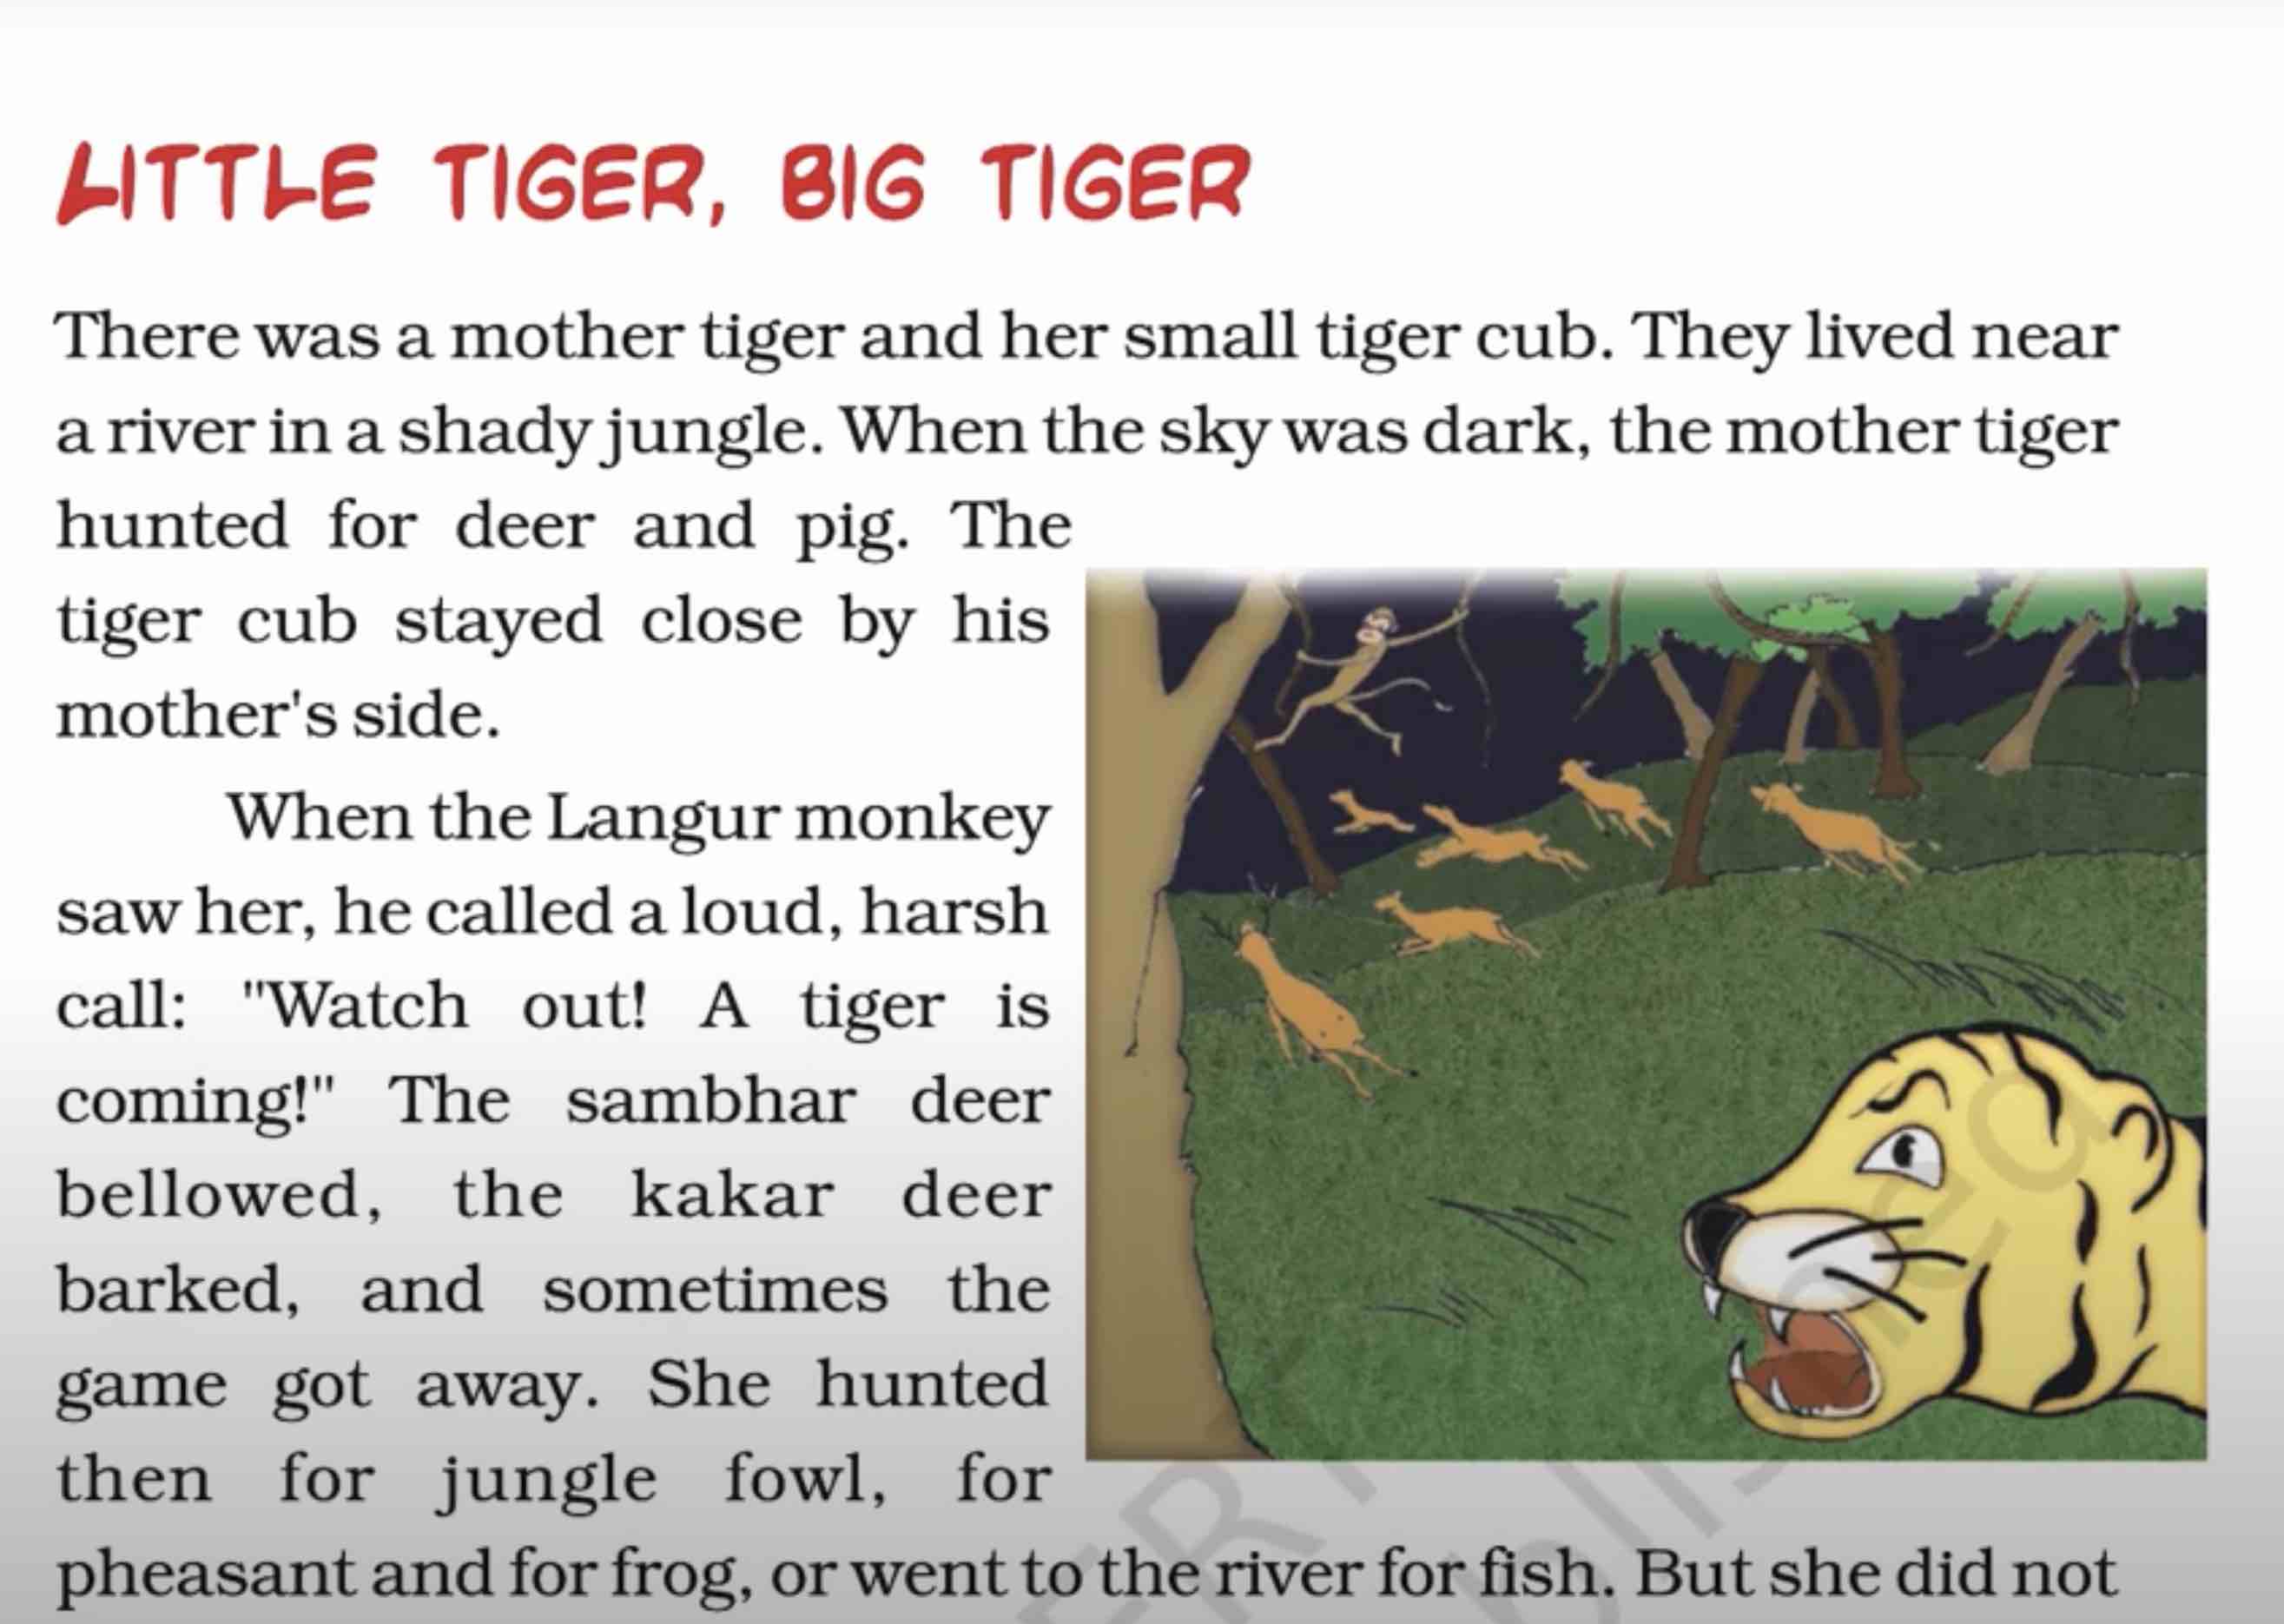 LITTLE TIGER, BIG TIGER
There was a mother tiger and her small tiger cub. They lived near
a river in a shady jungle. When the sky was dark, the mother tiger
hunted for deer and pig. The
tiger cub stayed close by his
mother's side.
When the Langur monkey
saw her, he called a loud, harsh
call: "Watch out! A tiger is
coming!" The sambhar deer
bellowed, the kakar deer
barked, and sometimes the
game got away. She hunted
then for jungle fowl, for
pheasant and for frog, or went to the river for fish. But she did not